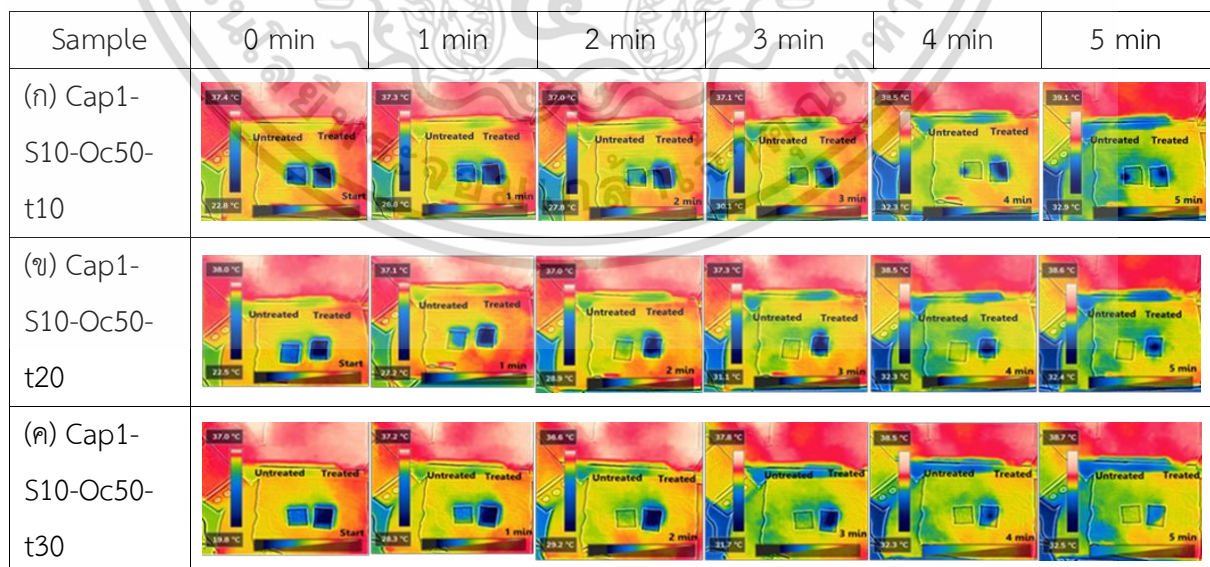 Sample 0 min 1 min 2 min 3 min 4 min 5 min
(ก) Cap1-
S10-Oc50-
t10
37.4 °C 37.3 °C 37.0 °C 37.1 °C 38.5 °C 39.1 °C
Untreated Treated Untreated Treated Untreated Treated Untreated Treated Untreated Treated Untreated Treated
Start 1 min 2 min 3 min 4 min 5 min
22.8 °C 26.8 °C 27.8 °C 30.1 °C 32.3 °C 32.9 °C
(ข) Cap1-
S10-Oc50-
t20
38.0 °C 37.1 °C 37.0 °C 37.3 °C 38.5 °C 38.6 °C
Untreated Treated Untreated Treated Untreated Treated Untreated Treated Untreated Treated Untreated Treated
Start 1 min 2 min 3 min 4 min 5 min
22.5 °C 27.2 °C 28.9 °C 31.1 °C 32.3 °C 32.4 °C
(ค) Cap1-
S10-Oc50-
t30
37.0 °C 37.2 °C 36.6 °C 37.8 °C 38.5 °C 38.7 °C
Untreated Treated Untreated Treated Untreated Treated Untreated Treated Untreated Treated Untreated Treated
Start 1 min 2 min 3 min 4 min 5 min
19.8 °C 28.3 °C 29.2 °C 31.7 °C 32.3 °C 32.5 °C